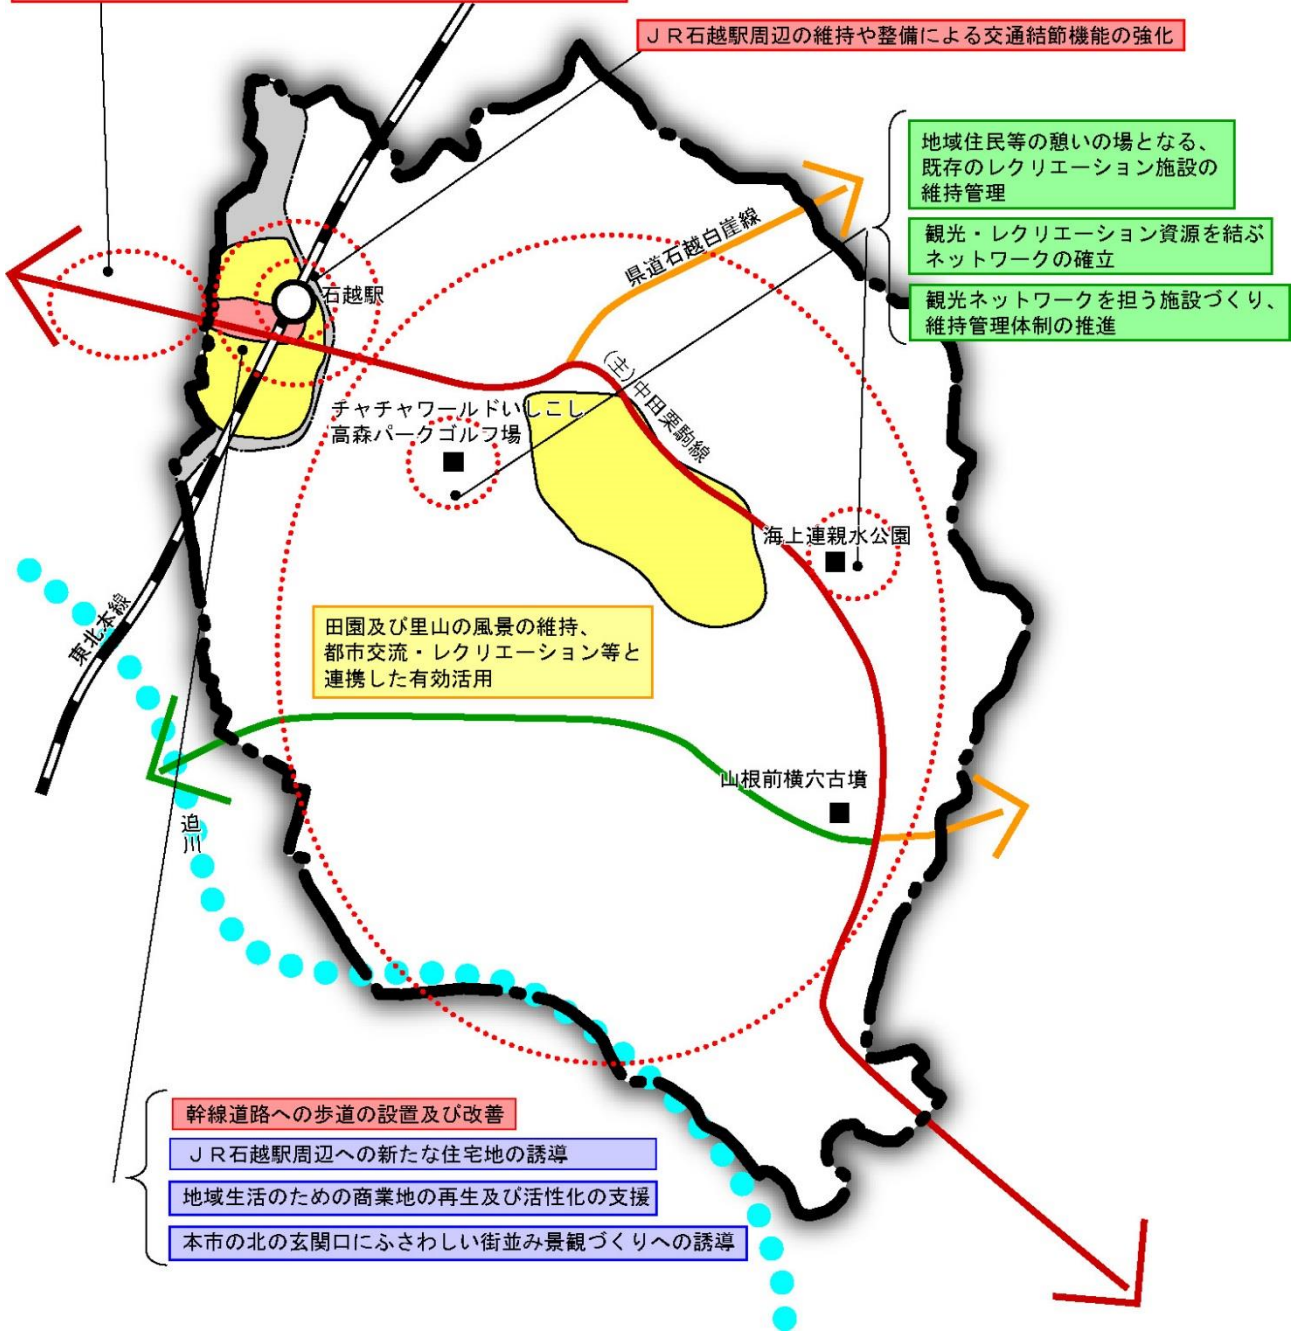 ＪＲ石越駅周辺の維持や整備による交通結節機能の強化
地域住民等の憩いの場となる、
既存のレクリエーション施設の
維持管理
観光・レクリエーション資源を結ぶ
ネットワークの確立
観光ネットワークを担う施設づくり、
維持管理体制の推進
県道石越白崖線
石越駅
(主)中田栗駒線
チャチャワールドいしこし
高森パークゴルフ場
海上連親水公園
東北本線
田園及び里山の風景の維持、
都市交流・レクリエーション等と
連携した有効活用
山根前横穴古墳
迫川
幹線道路への歩道の設置及び改善
ＪＲ石越駅周辺への新たな住宅地の誘導
地域生活のための商業地の再生及び活性化の支援
本市の北の玄関口にふさわしい街並み景観づくりへの誘導